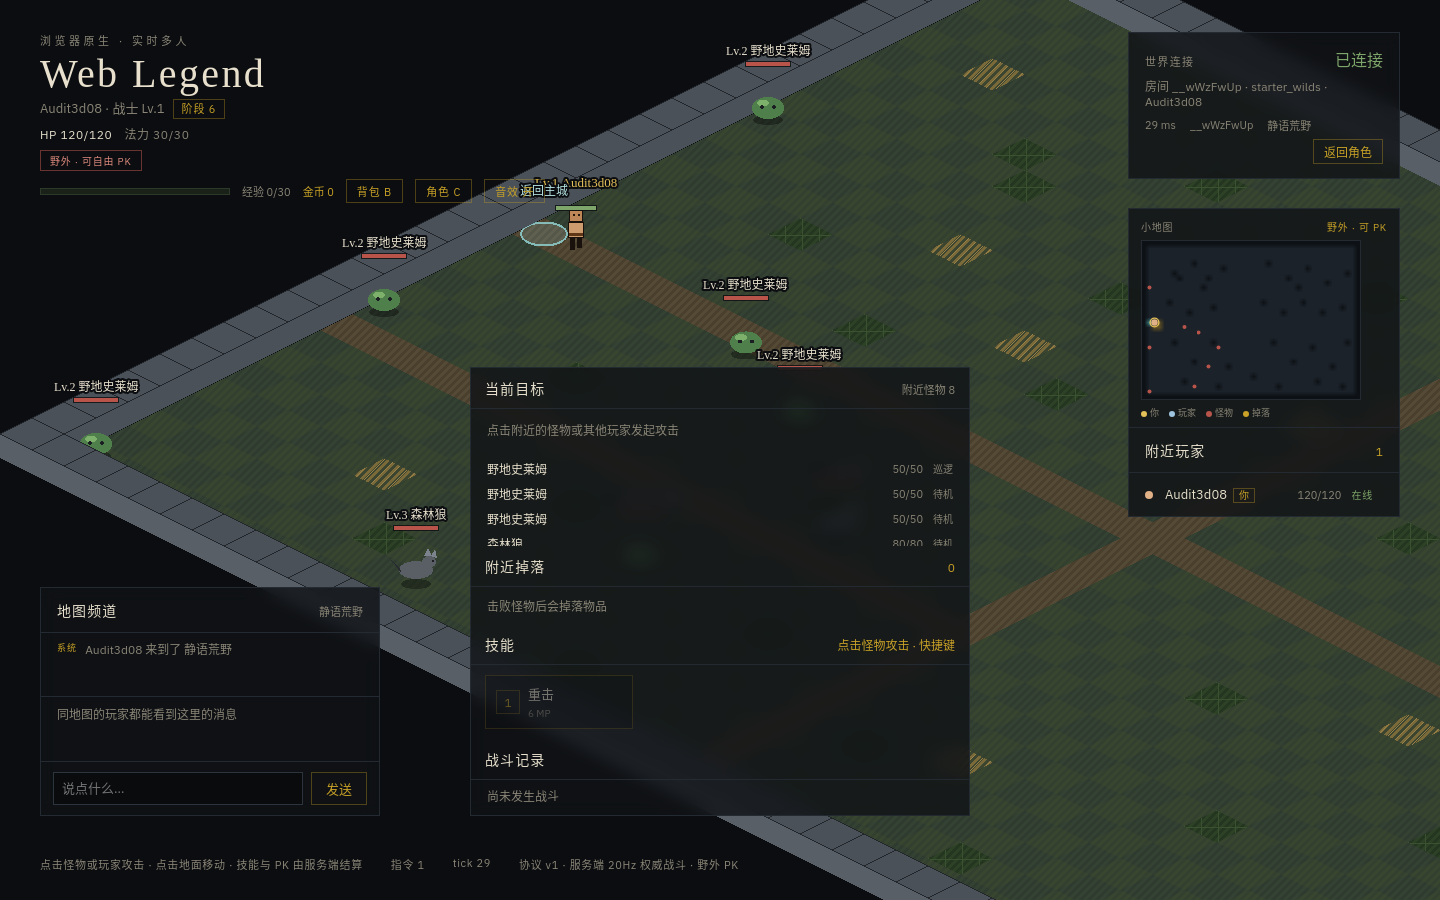 浏览器原生 · 实时多人
Web Legend
Audit3d08 · 战士 Lv.1 阶段 6
HP 120/120 法力 30/30
野外 · 可自由 PK
经验 0/30 金币 0 背包 B 角色 C 音效
返回主城
Lv.1 Audit3d08
Lv.2 野地史莱姆
Lv.2 野地史莱姆
Lv.2 野地史莱姆
Lv.2 野地史莱姆
Lv.2 野地史莱姆
Lv.3 森林狼
世界连接 已连接
房间 __wWzFwUp · starter_wilds ·
Audit3d08
29 ms __wWzFwUp 静语荒野
返回角色
小地图 野外 · 可 PK
你 玩家 怪物 掉落
附近玩家 1
Audit3d08 你 120/120 在线
当前目标 附近怪物 8
点击附近的怪物或其他玩家发起攻击
野地史莱姆 50/50 巡逻
野地史莱姆 50/50 待机
野地史莱姆 50/50 待机
森林狼 80/80 待机
附近掉落 0
击败怪物后会掉落物品
技能 点击怪物攻击 · 快捷键
1 重击
6 MP
战斗记录
尚未发生战斗
地图频道 静语荒野
系统 Audit3d08 来到了 静语荒野
同地图的玩家都能看到这里的消息
说点什么... 发送
点击怪物或玩家攻击 · 点击地面移动 · 技能与 PK 由服务端结算 指令 1 tick 29 协议 v1 · 服务端 20Hz 权威战斗 · 野外 PK